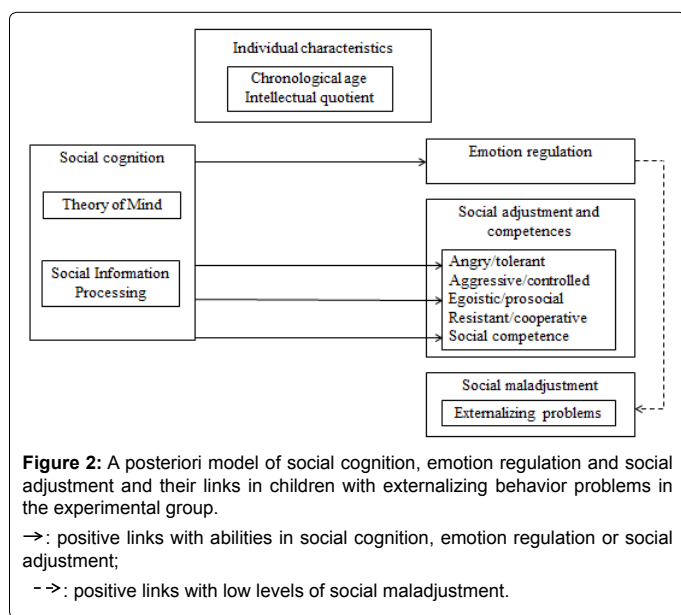 Individual characteristics
Chronological age
Intellectual quotient
Social cognition
Theory of Mind
Social Information
Processing
Emotion regulation
Social adjustment and
competences
Angry/tolerant
Aggressive/controlled
Egoistic/prosocial
Resistant/cooperative
Social competence
Social maladjustment
Externalizing problems
Figure 2: A posteriori model of social cognition, emotion regulation and social
adjustment and their links in children with externalizing behavior problems in
the experimental group.
→: positive links with abilities in social cognition, emotion regulation or social
adjustment;
-->: positive links with low levels of social maladjustment.